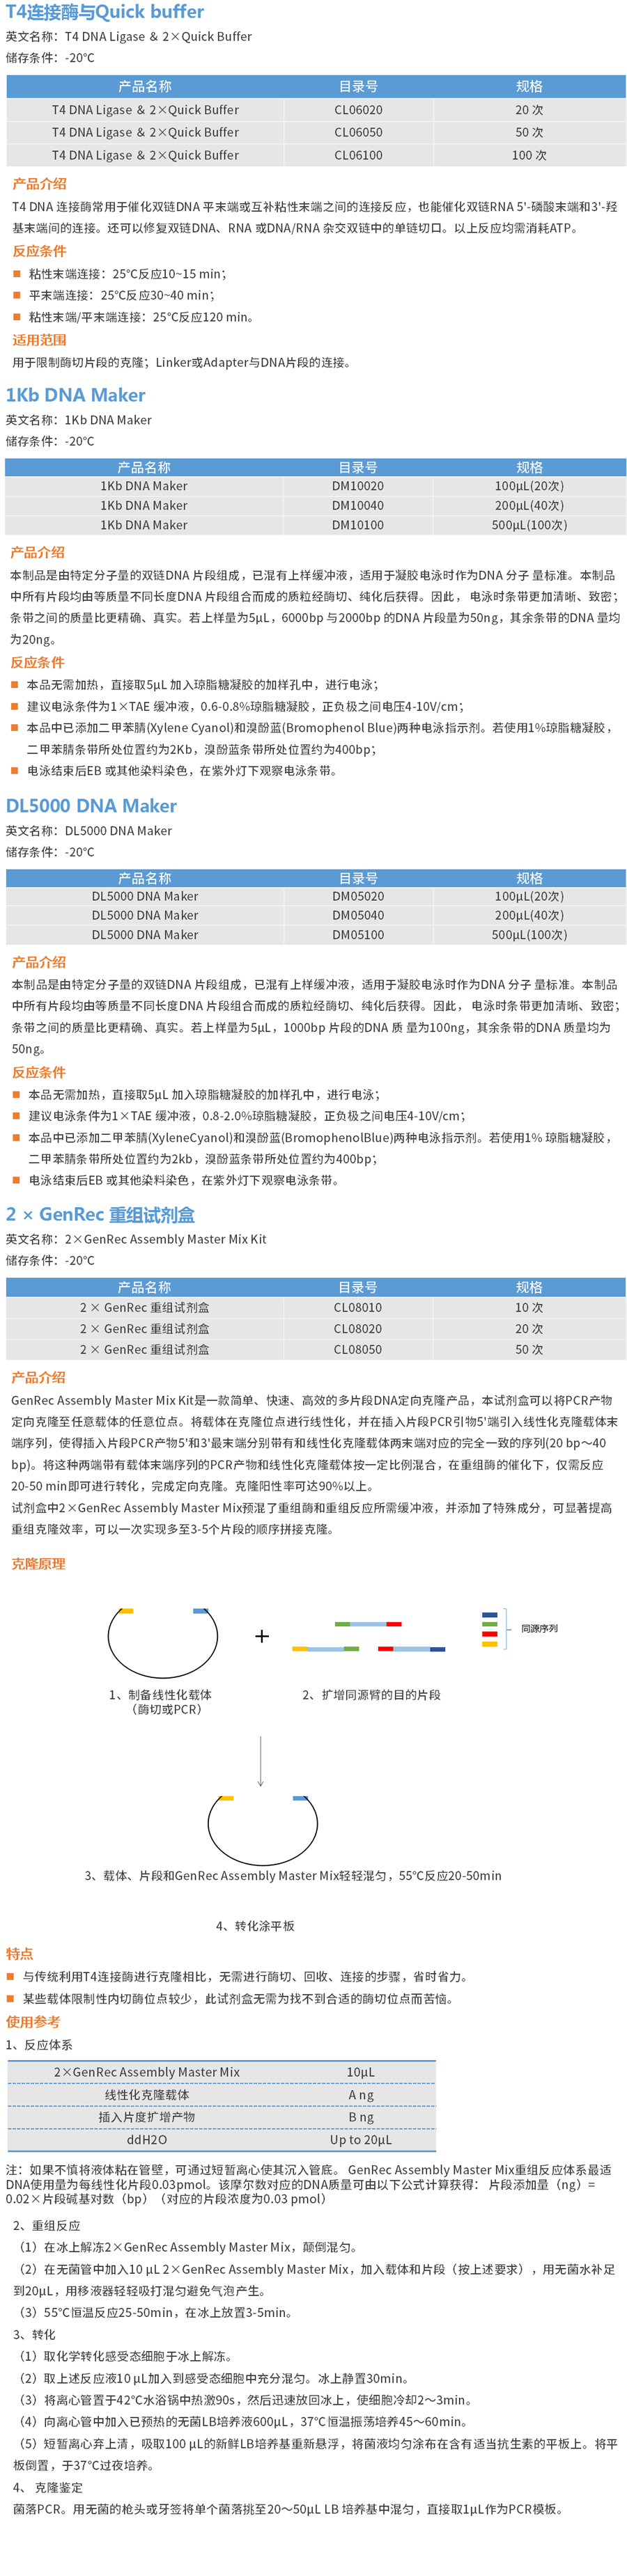 T4连接酶与Quick buffer
英文名称：T4 DNA Ligase ＆ 2×Quick Buffer
储存条件：-20℃
产品名称 目录号 规格
T4 DNA Ligase ＆ 2×Quick Buffer CL06020 20 次
T4 DNA Ligase ＆ 2×Quick Buffer CL06050 50 次
T4 DNA Ligase ＆ 2×Quick Buffer CL06100 100 次
产品介绍
T4 DNA 连接酶常用于催化双链DNA 平末端或互补粘性末端之间的连接反应，也能催化双链RNA 5'-磷酸末端和3'-羟
基末端间的连接。还可以修复双链DNA、RNA 或DNA/RNA 杂交双链中的单链切口。以上反应均需消耗ATP。
反应条件
■ 粘性末端连接：25℃反应10~15 min；
■ 平末端连接：25℃反应30~40 min；
■ 粘性末端/平末端连接：25℃反应120 min。
适用范围
用于限制酶切片段的克隆；Linker或Adapter与DNA片段的连接。
1Kb DNA Maker
英文名称：1Kb DNA Maker
储存条件：-20℃
产品名称 目录号 规格
1Kb DNA Maker DM10020 100μL(20次)
1Kb DNA Maker DM10040 200μL(40次)
1Kb DNA Maker DM10100 500μL(100次)
产品介绍
本制品是由特定分子量的双链DNA 片段组成，已混有上样缓冲液，适用于凝胶电泳时作为DNA 分子 量标准。本制品
中所有片段均由等质量不同长度DNA 片段组合而成的质粒经酶切、纯化后获得。因此， 电泳时条带更加清晰、致密；
条带之间的质量比更精确、真实。若上样量为5μL，6000bp 与2000bp 的DNA 片段量为50ng，其余条带的DNA 量均
为20ng。
反应条件
■ 本品无需加热，直接取5μL 加入琼脂糖凝胶的加样孔中，进行电泳；
■ 建议电泳条件为1×TAE 缓冲液，0.6-0.8%琼脂糖凝胶，正负极之间电压4-10V/cm；
■ 本品中已添加二甲苯腈(Xylene Cyanol)和溴酚蓝(Bromophenol Blue)两种电泳指示剂。若使用1%琼脂糖凝胶，
二甲苯腈条带所处位置约为2Kb，溴酚蓝条带所处位置约为400bp；
■ 电泳结束后EB 或其他染料染色，在紫外灯下观察电泳条带。
DL5000 DNA Maker
英文名称：DL5000 DNA Maker
储存条件：-20℃
产品名称 目录号 规格
DL5000 DNA Maker DM05020 100μL(20次)
DL5000 DNA Maker DM05040 200μL(40次)
DL5000 DNA Maker DM05100 500μL(100次)
产品介绍
本制品是由特定分子量的双链DNA 片段组成，已混有上样缓冲液，适用于凝胶电泳时作为DNA 分子 量标准。本制品
中所有片段均由等质量不同长度DNA 片段组合而成的质粒经酶切、纯化后获得。因此， 电泳时条带更加清晰、致密；
条带之间的质量比更精确、真实。若上样量为5μL，1000bp 片段的DNA 质 量为100ng，其余条带的DNA 质量均为
50ng。
反应条件
■ 本品无需加热，直接取5μL 加入琼脂糖凝胶的加样孔中，进行电泳；
■ 建议电泳条件为1×TAE 缓冲液，0.8-2.0%琼脂糖凝胶，正负极之间电压4-10V/cm；
■ 本品中已添加二甲苯腈(XyleneCyanol)和溴酚蓝(BromophenolBlue)两种电泳指示剂。若使用1% 琼脂糖凝胶，
二甲苯腈条带所处位置约为2kb，溴酚蓝条带所处位置约为400bp；
■ 电泳结束后EB 或其他染料染色，在紫外灯下观察电泳条带。
2 × GenRec 重组试剂盒
英文名称：2×GenRec Assembly Master Mix Kit
储存条件：-20℃
产品名称 目录号 规格
2 × GenRec 重组试剂盒 CL08010 10 次
2 × GenRec 重组试剂盒 CL08020 20 次
2 × GenRec 重组试剂盒 CL08050 50 次
产品介绍
GenRec Assembly Master Mix Kit是一款简单、快速、高效的多片段DNA定向克隆产品，本试剂盒可以将PCR产物
定向克隆至任意载体的任意位点。将载体在克隆位点进行线性化，并在插入片段PCR引物5'端引入线性化克隆载体末
端序列，使得插入片段PCR产物5'和3'最末端分别带有和线性化克隆载体两末端对应的完全一致的序列(20 bp～40
bp)。将这种两端带有载体末端序列的PCR产物和线性化克隆载体按一定比例混合，在重组酶的催化下，仅需反应
20-50 min即可进行转化，完成定向克隆。克隆阳性率可达90%以上。
试剂盒中2×GenRec Assembly Master Mix预混了重组酶和重组反应所需缓冲液，并添加了特殊成分，可显著提高
重组克隆效率，可以一次实现多至3-5个片段的顺序拼接克隆。
克隆原理
+
同源序列
1、制备线性化载体
（酶切或PCR）
2、扩增同源臂的目的片段
3、载体、片段和GenRec Assembly Master Mix轻轻混匀，55℃反应20-50min
4、转化涂平板
特点
■ 与传统利用T4连接酶进行克隆相比，无需进行酶切、回收、连接的步骤，省时省力。
■ 某些载体限制性内切酶位点较少，此试剂盒无需为找不到合适的酶切位点而苦恼。
使用参考
1、反应体系
2×GenRec Assembly Master Mix 10μL
线性化克隆载体 A ng
插入片度扩增产物 B ng
ddH2O Up to 20μL
注：如果不慎将液体粘在管壁，可通过短暂离心使其沉入管底。 GenRec Assembly Master Mix重组反应体系最适
DNA使用量为每线性化片段0.03pmol。该摩尔数对应的DNA质量可由以下公式计算获得： 片段添加量（ng）=
0.02×片段碱基对数（bp）（对应的片段浓度为0.03 pmol）
2、重组反应
（1）在冰上解冻2×GenRec Assembly Master Mix，颠倒混匀。
（2）在无菌管中加入10 μL 2×GenRec Assembly Master Mix，加入载体和片段（按上述要求），用无菌水补足
到20μL，用移液器轻轻吸打混匀避免气泡产生。
（3）55℃恒温反应25-50min，在冰上放置3-5min。
3、转化
（1）取化学转化感受态细胞于冰上解冻。
（2）取上述反应液10 μL加入到感受态细胞中充分混匀。冰上静置30min。
（3）将离心管置于42℃水浴锅中热激90s，然后迅速放回冰上，使细胞冷却2～3min。
（4）向离心管中加入已预热的无菌LB培养液600μL，37℃恒温振荡培养45～60min。
（5）短暂离心弃上清，吸取100 μL的新鲜LB培养基重新悬浮，将菌液均匀涂布在含有适当抗生素的平板上。将平
板倒置，于37℃过夜培养。
4、 克隆鉴定
菌落PCR。用无菌的枪头或牙签将单个菌落挑至20～50μL LB 培养基中混匀，直接取1μL作为PCR模板。